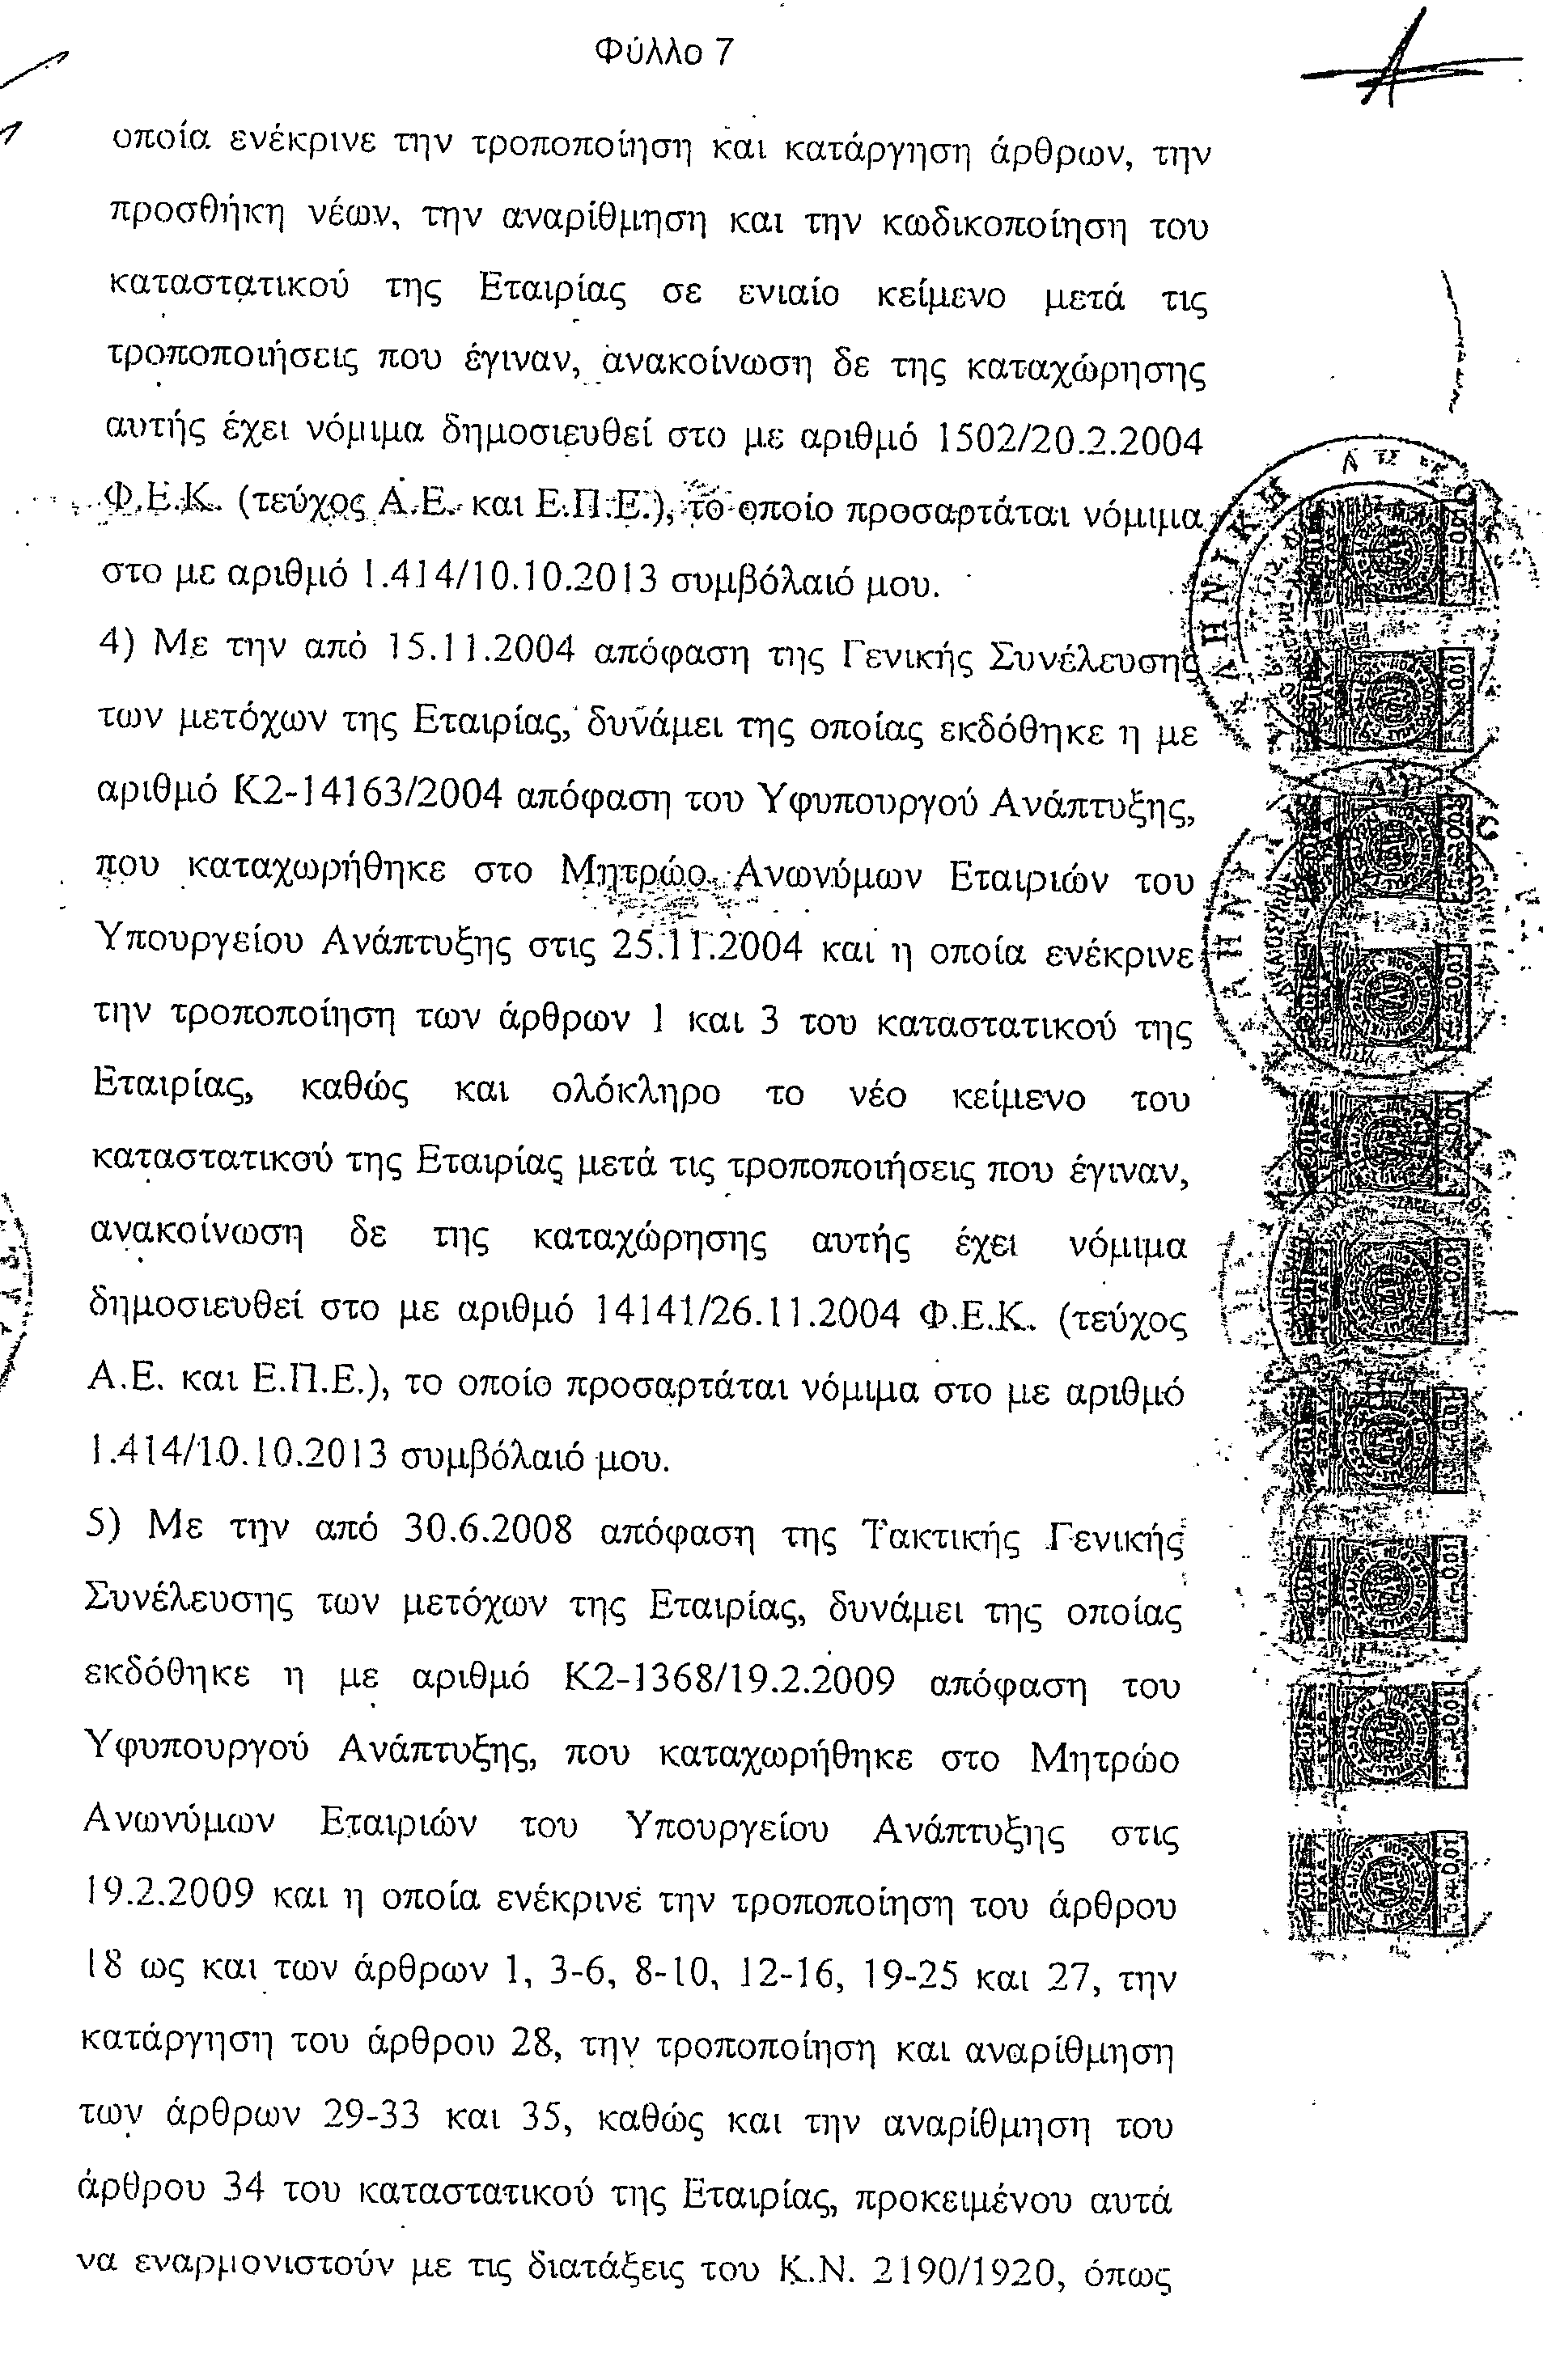 Φύλλο 7
οποία ενέκρινε την τροποποίηση και κατάργηση άρθρων, την
προσθήκη νέων, την αναρίθμηση και την κωδικοποίηση του
καταστατικού της Εταιρίας σε ενιαίο κείμενο μετά τις
τροποποιήσεις που έγιναν, ανακοίνωση δε της καταχώρησης
αυτής έχει νόμιμα δημοσιευθεί στο με αριθμό 1502/20.2.2004
Φ.Ε.Κ. (τεύχος Α.Ε. και Ε.Π.Ε.), το οποίο προσαρτάται νόμιμα
στο με αριθμό 1.414/10.10.2013 συμβόλαιό μου.
4) Με την από 15.11.2004 απόφαση της Γενικής Συνέλευσης
των μετόχων της Εταιρίας, δυνάμει της οποίας εκδόθηκε η με
αριθμό Κ2-14163/2004 απόφαση του Υφυπουργού Ανάπτυξης,
που καταχωρήθηκε στο Μητρώο Ανωνύμων Εταιριών του
Υπουργείου Ανάπτυξης στις 25.11.2004 και η οποία ενέκρινε
την τροποποίηση των άρθρων 1 και 3 του καταστατικού της
Εταιρίας, καθώς και ολόκληρο το νέο κείμενο του
καταστατικού της Εταιρίας μετά τις τροποποιήσεις που έγιναν,
ανακοίνωση δε της καταχώρησης αυτής έχει νόμιμα
δημοσιευθεί στο με αριθμό 14141/26.11.2004 Φ.Ε.Κ. (τεύχος
Α.Ε. και Ε.Π.Ε.), το οποίο προσαρτάται νόμιμα στο με αριθμό
1.414/10.10.2013 συμβόλαιό μου.
5) Με την από 30.6.2008 απόφαση της Τακτικής Γενικής
Συνέλευσης των μετόχων της Εταιρίας, δυνάμει της οποίας
εκδόθηκε η με αριθμό Κ2-1368/19.2.2009 απόφαση του
Υφυπουργού Ανάπτυξης, που καταχωρήθηκε στο Μητρώο
Ανωνύμων Εταιριών του Υπουργείου Ανάπτυξης στις
19.2.2009 και η οποία ενέκρινε την τροποποίηση του άρθρου
18 ως και των άρθρων 1, 3-6, 8-10, 12-16, 19-25 και 27, την
κατάργηση του άρθρου 28, την τροποποίηση και αναρίθμηση
των άρθρων 29-33 και 35, καθώς και την αναρίθμηση του
άρθρου 34 του καταστατικού της Εταιρίας, προκειμένου αυτά
να εναρμονιστούν με τις διατάξεις του Κ.Ν. 2190/1920, όπως